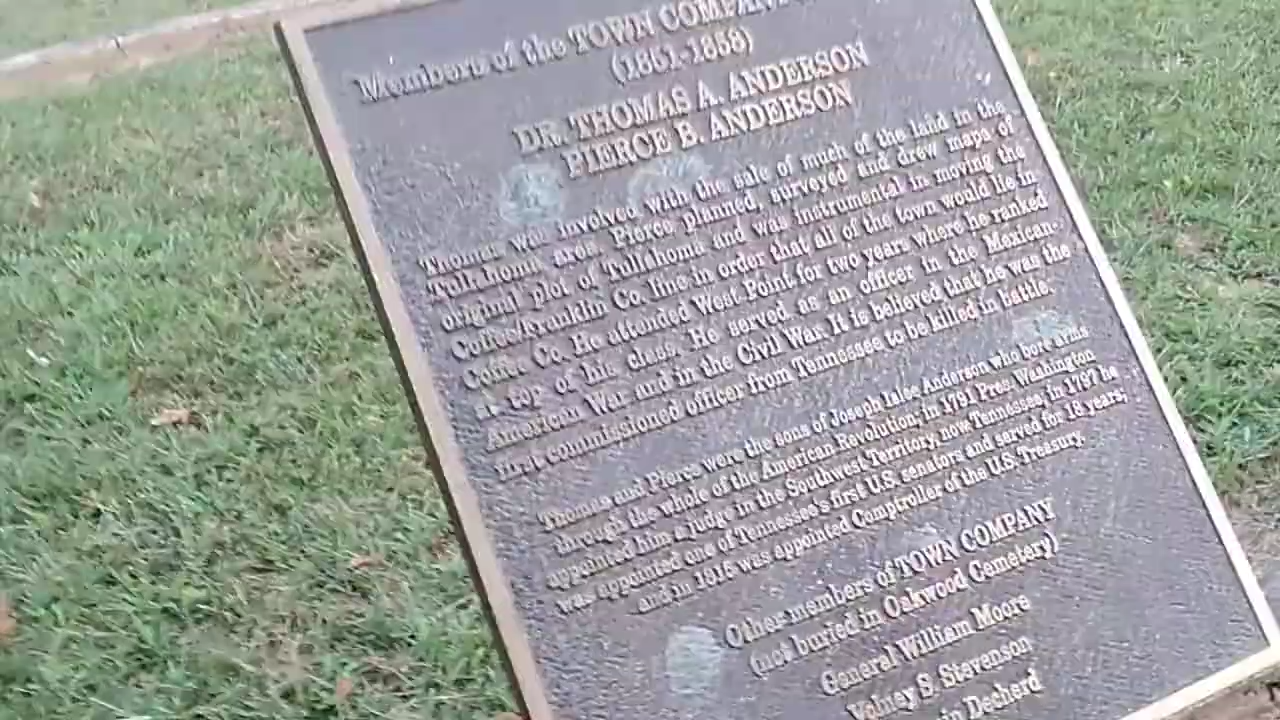 Members of the TOWN COMPANY
(1851-1858)
DR. THOMAS A. ANDERSON
PIERCE B. ANDERSON
Thomas was involved with the sale of much of the land in the
Tullahoma area. Pierce planned, surveyed and drew maps of
original plot of Tullahoma and was instrumental in moving the
Coffee/Franklin Co. line in order that all of the town would lie in
Coffee Co. He attended West Point for two years where he ranked
at top of his class. He served as an officer in the Mexican-
American War and in the Civil War. It is believed that he was the
first commissioned officer from Tennessee to be killed in battle.
Thomas and Pierce were the sons of Joseph Inlee Anderson who bore arms
through the whole of the American Revolution; in 1791 Pres. Washington
appointed him a judge in the Southwest Territory, now Tennessee; in 1797 he
was appointed one of Tennessee's first U.S. senators and served for 18 years;
and in 1815 was appointed Comptroller of the U.S. Treasury.
Other members of TOWN COMPANY
(not buried in Oakwood Cemetery)
General William Moore
Volney S. Stevenson
Decherd